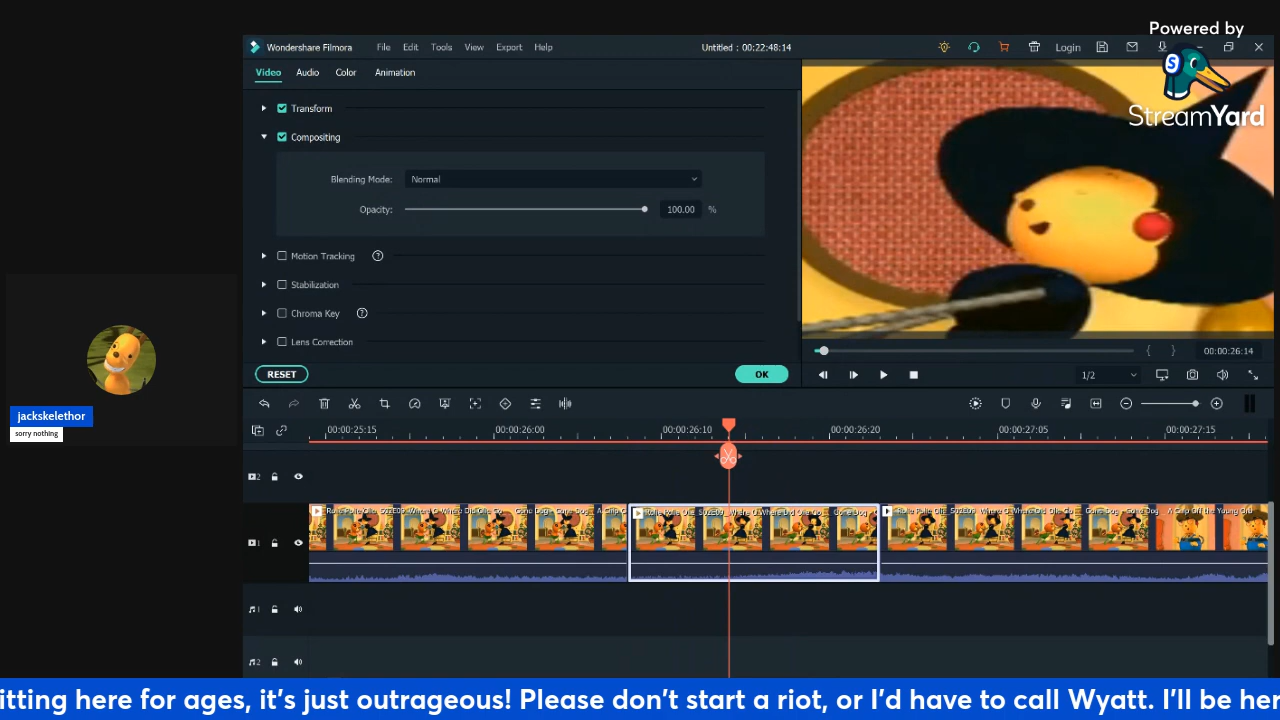 Powered by
StreamYard
Wondershare Filmora
File Edit Tools View Export Help
Untitled : 00:22:48:14
Login
Video Audio Color Animation
Transform
Compositing
Blending Mode: Normal
Opacity: 100.00 %
Motion Tracking ?
Stabilization
Chroma Key ?
Lens Correction
RESET OK
00:00:26:14
1/2
jackskelethor
sorry nothing
00:00:25:15 00:00:26:00 00:00:26:10 00:00:26:20 00:00:27:05 00:00:27:15
2
1
1
2
itting here for ages, it's just outrageous! Please don't start a riot, or I'd have to call Wyatt. I'll be her